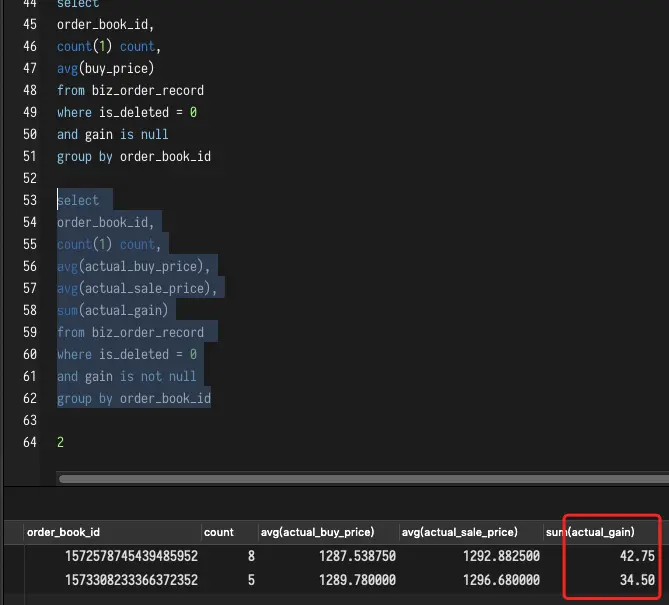 44 select
45 order_book_id,
46 count(1) count,
47 avg(buy_price)
48 from biz_order_record
49 where is_deleted = 0
50 and gain is null
51 group by order_book_id
52
53 select
54 order_book_id,
55 count(1) count,
56 avg(actual_buy_price),
57 avg(actual_sale_price),
58 sum(actual_gain)
59 from biz_order_record
60 where is_deleted = 0
61 and gain is not null
62 group by order_book_id
63
64 2
order_book_id count avg(actual_buy_price) avg(actual_sale_price) sum(actual_gain)
1572578745439485952 8 1287.538750 1292.882500 42.75
1573308233366372352 5 1289.780000 1296.680000 34.50